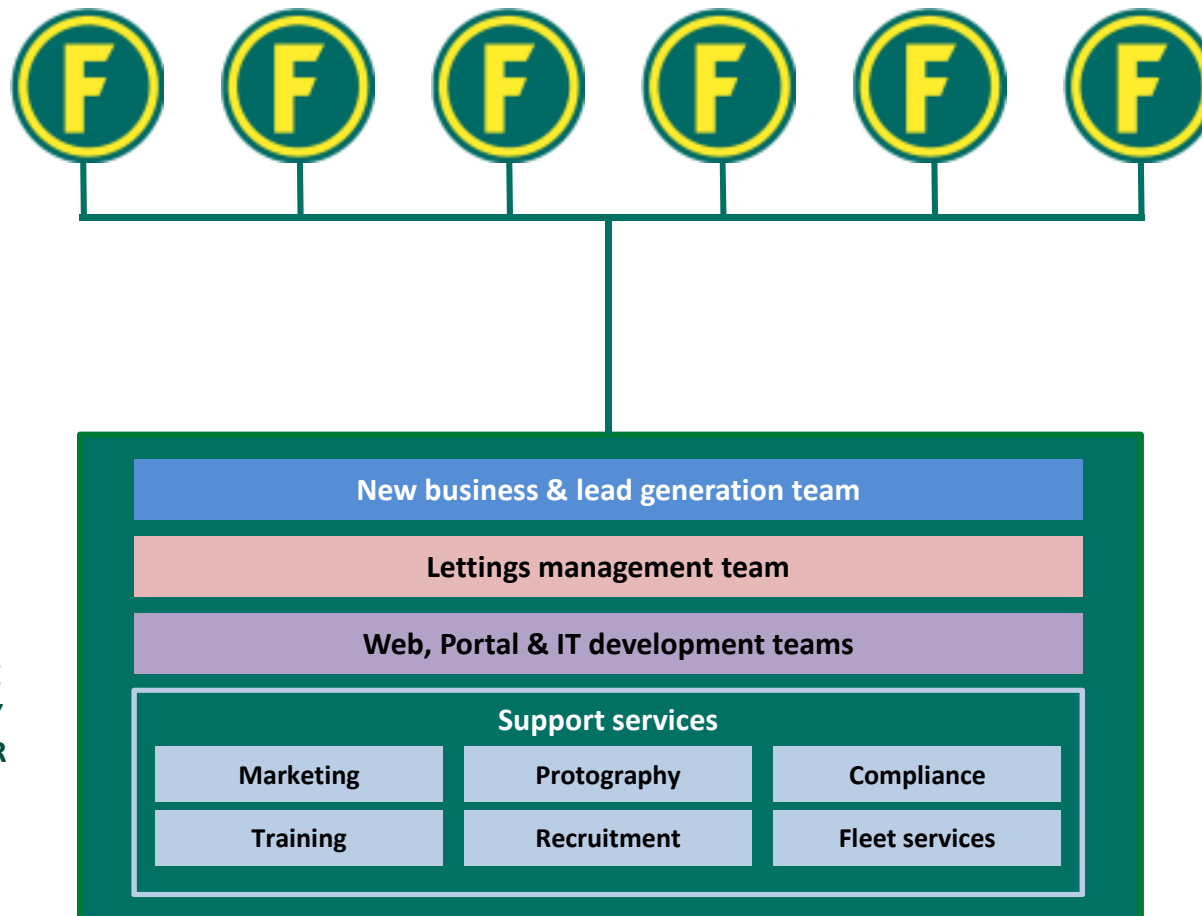 F F F F F F
New business & lead generation team
Lettings management team
Web, Portal & IT development teams
Support services
Marketing Protography Compliance
Training Recruitment Fleet services